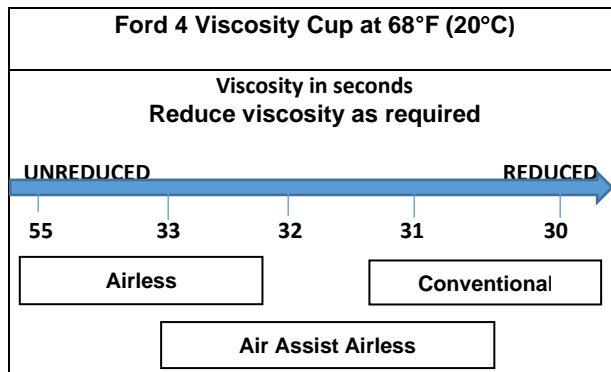 Ford 4 Viscosity Cup at 68°F (20°C)
Viscosity in seconds
Reduce viscosity as required
UNREDUCED REDUCED
55 33 32 31 30
Airless Conventional
Air Assist Airless